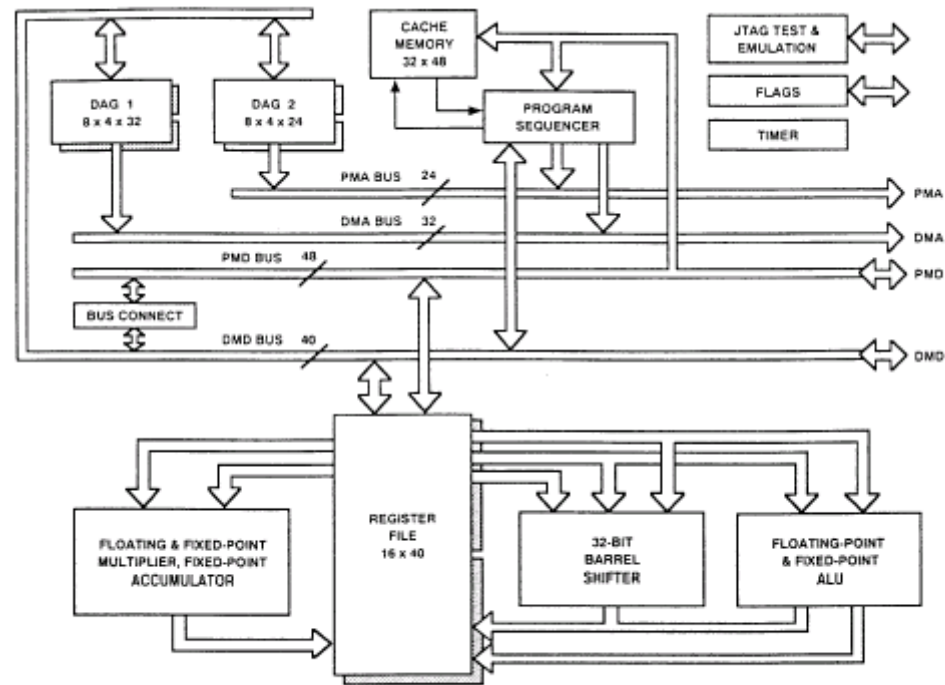 CACHE
MEMORY
32 x 48
JTAG TEST &
EMULATION
FLAGS
TIMER
DAG 1
8 x 4 x 32
DAG 2
8 x 4 x 24
PROGRAM
SEQUENCER
PMA BUS 24
PMA
DMA BUS 32
DMA
PMD BUS 48
PMD
BUS CONNECT
DMD BUS 40
DMD
FLOATING & FIXED-POINT
MULTIPLIER, FIXED-POINT
ACCUMULATOR
REGISTER
FILE
16 x 40
32-BIT
BARREL
SHIFTER
FLOATING-POINT
& FIXED-POINT
ALU